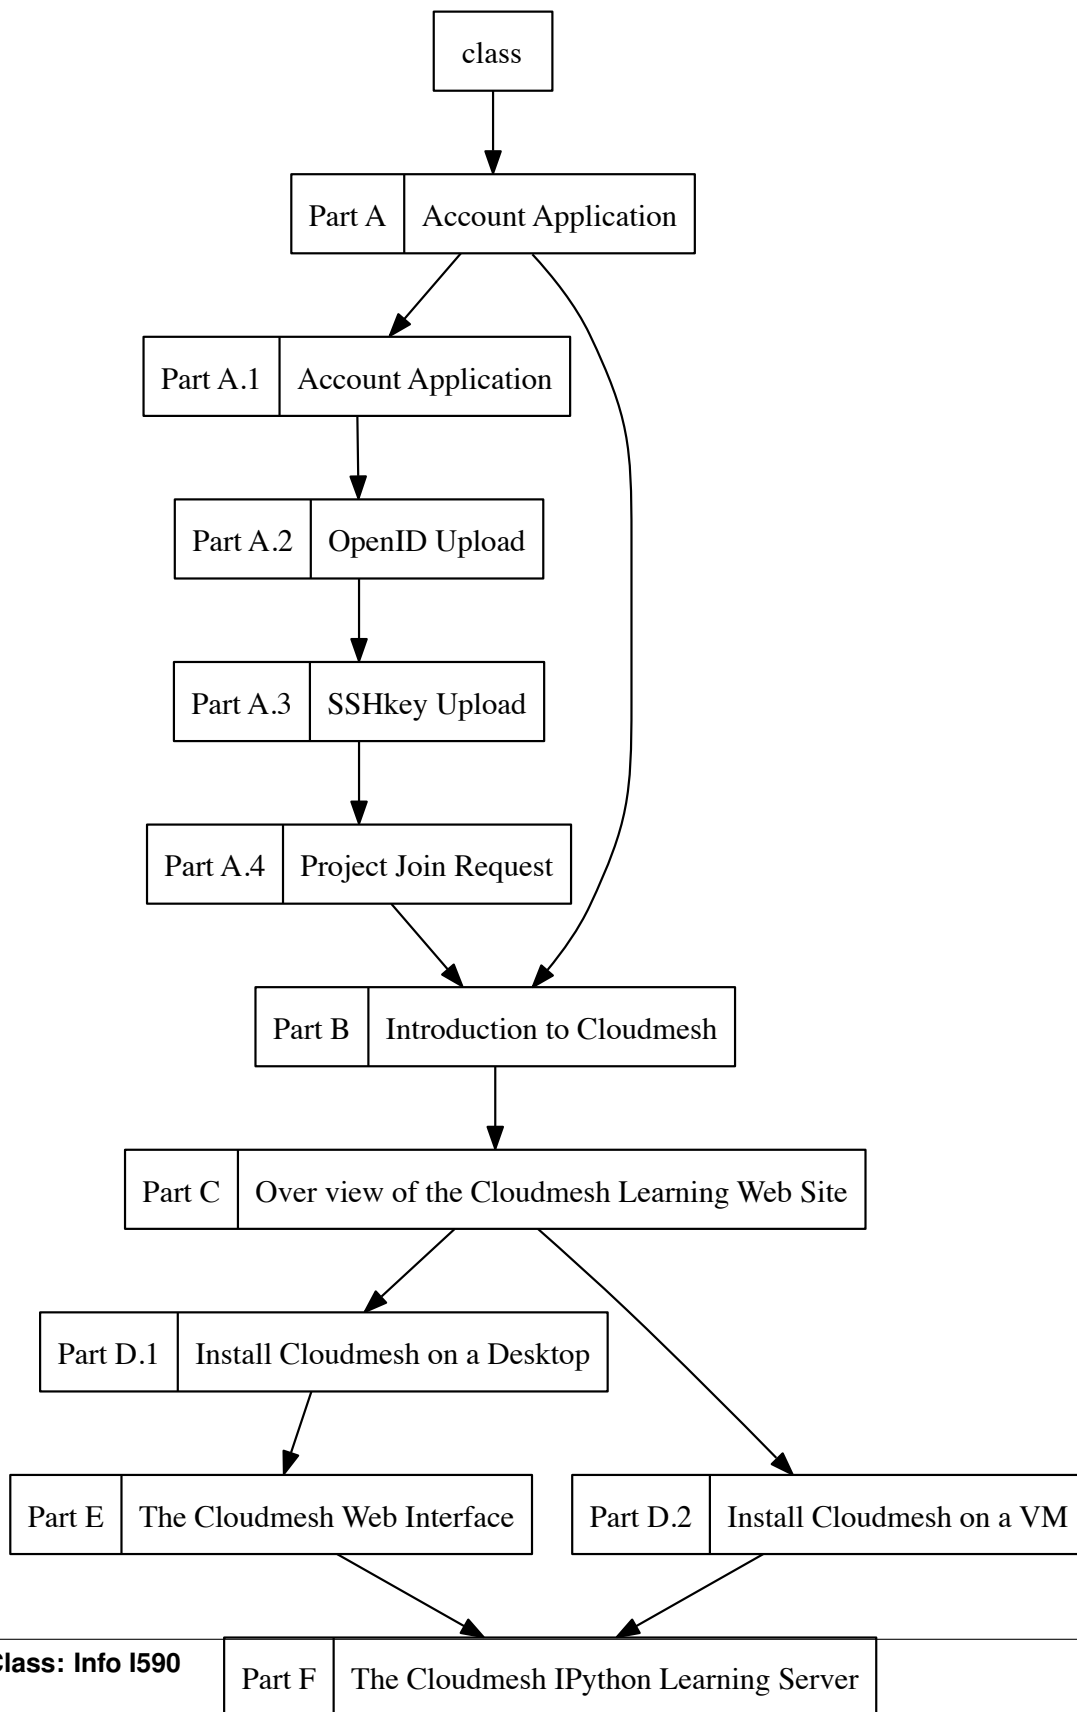 class
Part A Account Application
Part A.1 Account Application
Part A.2 OpenID Upload
Part A.3 SSHkey Upload
Part A.4 Project Join Request
Part B Introduction to Cloudmesh
Part C Over view of the Cloudmesh Learning Web Site
Part D.1 Install Cloudmesh on a Desktop
Part E The Cloudmesh Web Interface
Part D.2 Install Cloudmesh on a VM
Class: Info I590
Part F The Cloudmesh IPython Learning Server